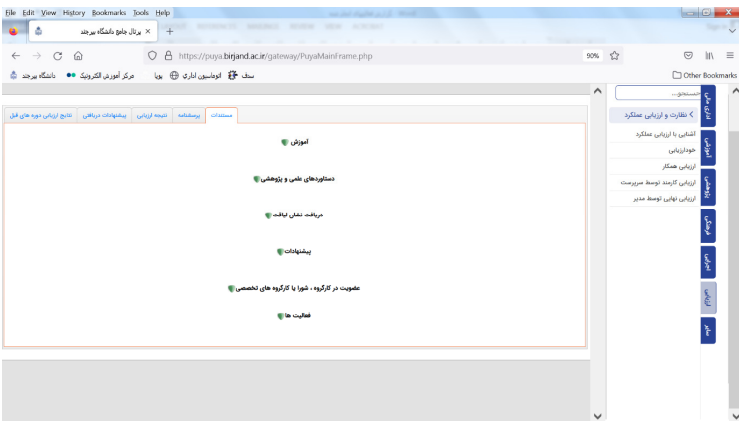 File Edit View History Bookmarks Tools Help
پرتال جامع دانشگاه بیرجند × +
https://puya.birjand.ac.ir/gateway/PuyaMainFrame.php
90%
دانشگاه بیرجند
مرکز آموزش الکترونیک
پویا
اتوماسیون اداری
سدف
Other Bookmarks
جستجو...
نظارت و ارزیابی عملکرد
آشنایی با ارزیابی عملکرد
خودارزیابی
ارزیابی همکار
ارزیابی کارمند توسط سرپرست
ارزیابی نهایی توسط مدیر
اداری مالی
آموزشی
پژوهشی
فرهنگی
اجرایی
ارزیابی
سایر
مستندات
پرسشنامه
نتیجه ارزیابی
پیشنهادات دریافتی
نتایج ارزیابی دوره های قبل
آموزش
دستاوردهای علمی و پژوهشی
دریافت نشان لیاقت
پیشنهادات
عضویت در کارگروه ، شورا یا کارگروه های تخصصی
فعالیت ها